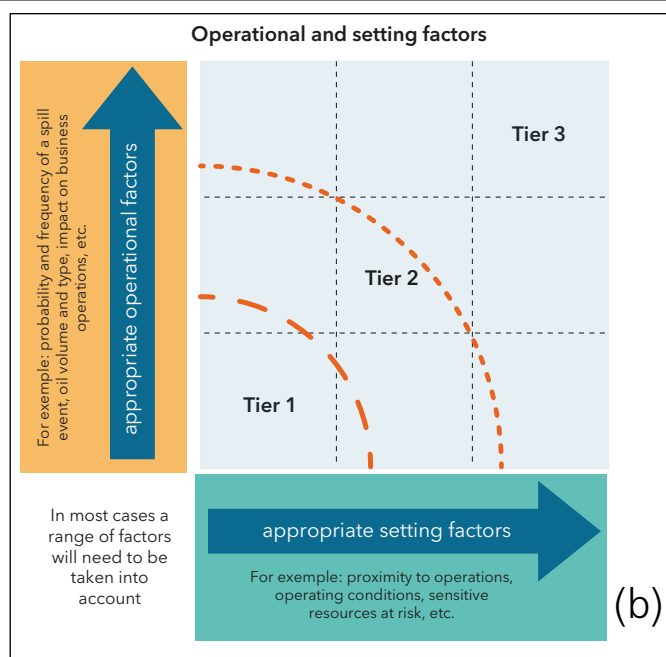 Operational and setting factors
For exemple: probability and frequency of a spill
event, oil volume and type, impact on business
operations, etc.
appropriate operational factors
Tier 3
Tier 2
Tier 1
In most cases a
range of factors
will need to be
taken into
account
appropriate setting factors
For exemple: proximity to operations,
operating conditions, sensitive
resources at risk, etc.
(b)